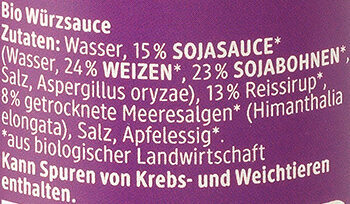 Bio Würzsauce
Zutaten: Wasser, 15 % SOJASAUCE*
(Wasser, 24 % WEIZEN*, 23 % SOJABOHNEN*,
Salz, Aspergillus oryzae), 13 % Reissirup*,
8% getrocknete Meeresalgen* (Himanthalia
elongata), Salz, Apfelessig*.
*aus biologischer Landwirtschaft
Kann Spuren von Krebs- und Weichtieren
enthalten.